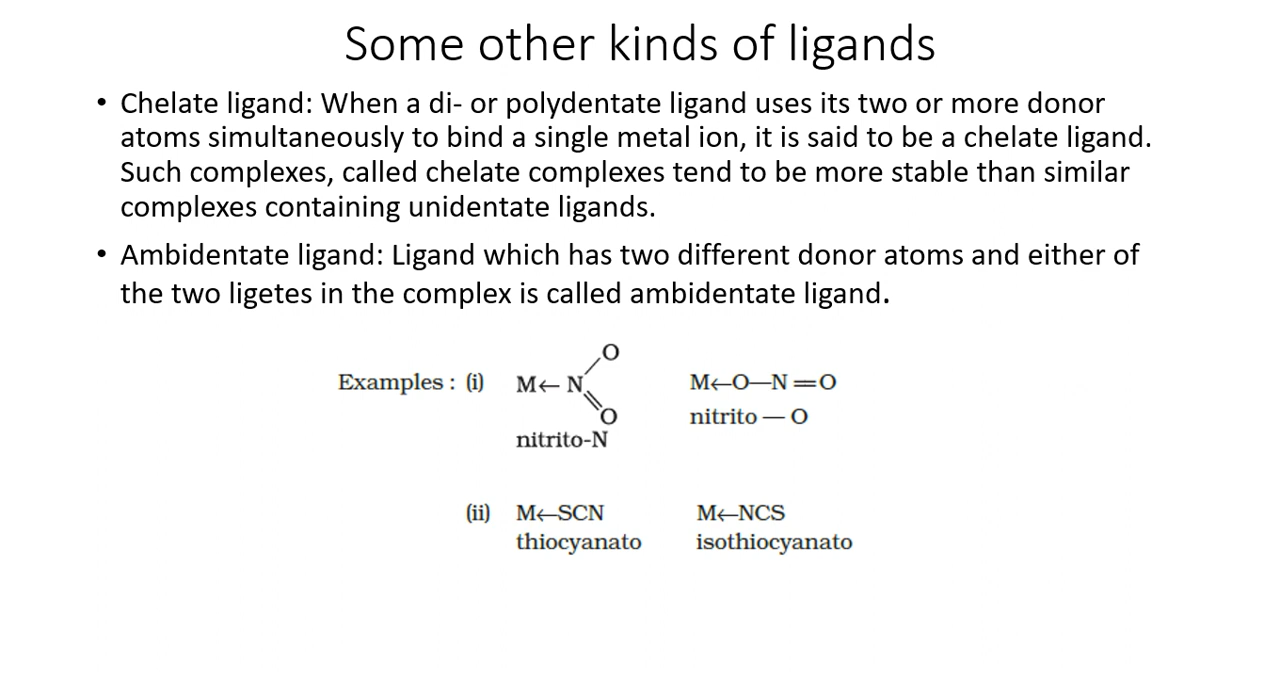 Some other kinds of ligands
• Chelate ligand: When a di- or polydentate ligand uses its two or more donor
atoms simultaneously to bind a single metal ion, it is said to be a chelate ligand.
Such complexes, called chelate complexes tend to be more stable than similar
complexes containing unidentate ligands.
• Ambidentate ligand: Ligand which has two different donor atoms and either of
the two ligetes in the complex is called ambidentate ligand.
O
Examples : (i) M←N M←O—N=O
O nitrito — O
nitrito-N
(ii) M←SCN M←NCS
thiocyanato isothiocyanato